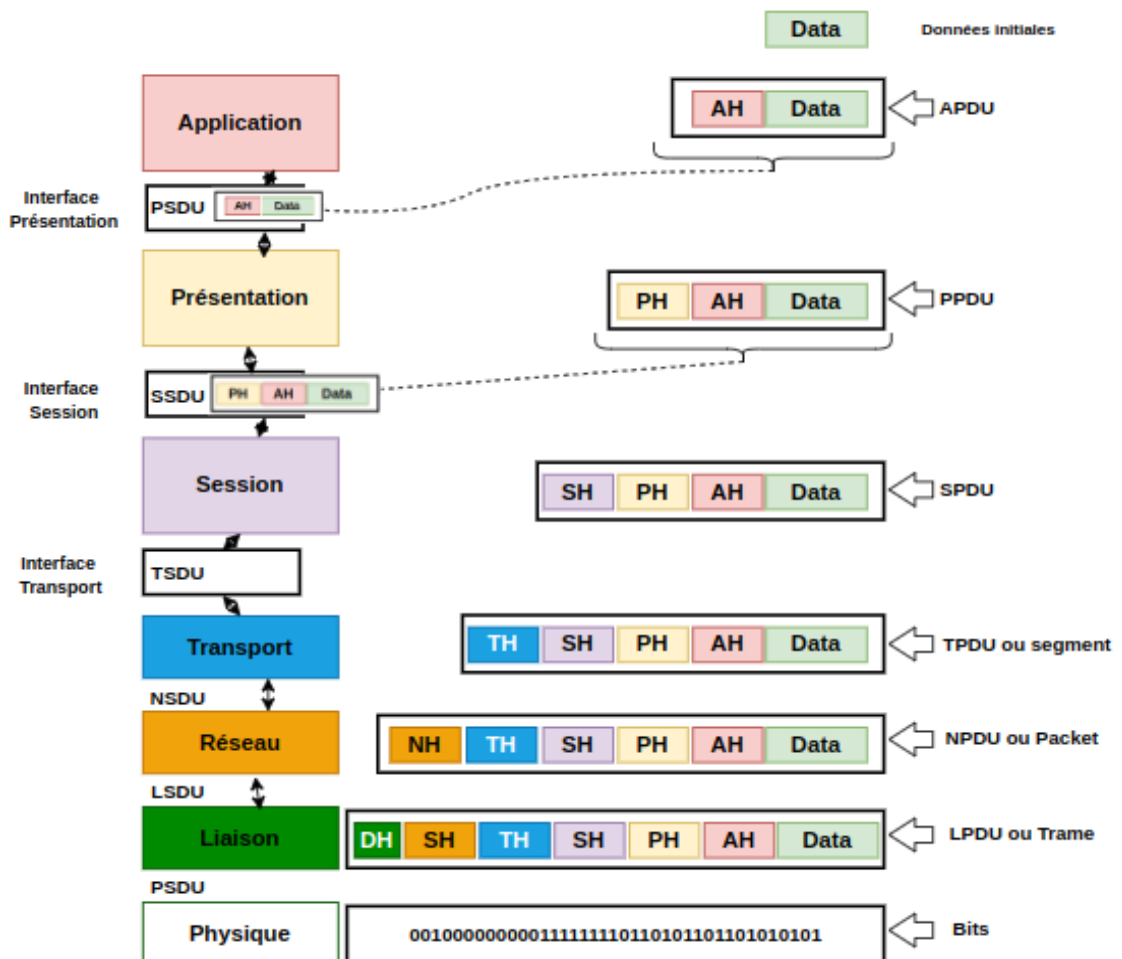 Data
Données initiales
Application
AH Data
APDU
Interface
Présentation
PSDU
AH Data
Présentation
PH AH Data
PPDU
Interface
Session
SSDU
PH AH Data
Session
SH PH AH Data
SPDU
Interface
Transport
TSDU
Transport
TH SH PH AH Data
TPDU ou segment
NSDU
Réseau
NH TH SH PH AH Data
NPDU ou Packet
LSDU
Liaison
DH SH TH SH PH AH Data
LPDU ou Trame
PSDU
Physique
001000000000111111110110101101101010101
Bits